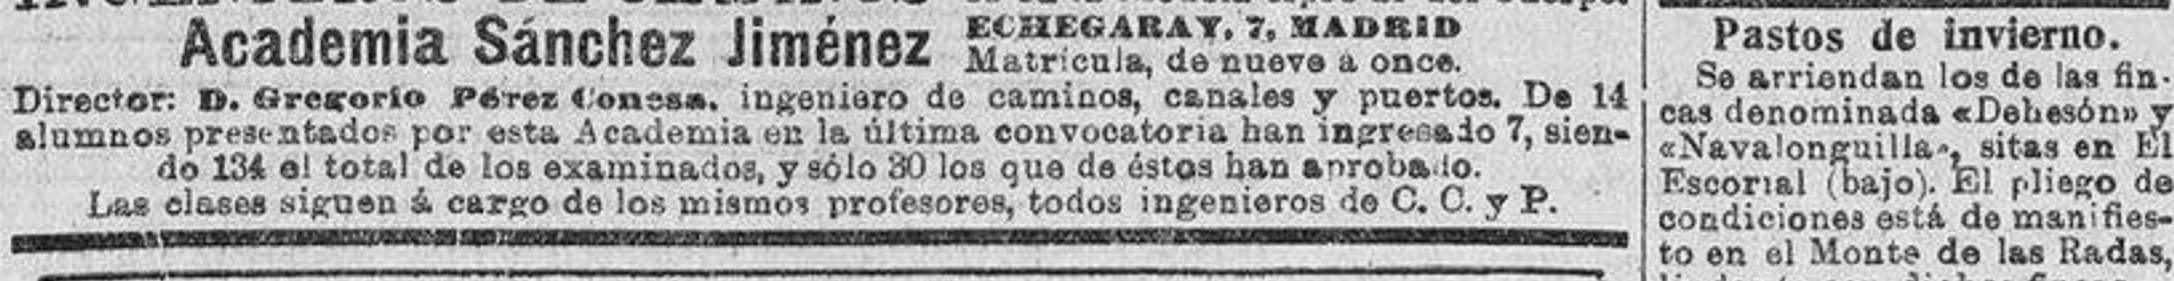 Academia Sánchez Jiménez
ECHEGARAY, 7, MADRID
Matrícula, de nueve á once.
Director: D. Gregorio Pérez Conesa, ingeniero de caminos, canales y puertos. De 14
alumnos presentados por esta Academia en la última convocatoria han ingresado 7, sien-
do 134 el total de los examinados, y sólo 30 los que de éstos han aprobado.
Las clases siguen á cargo de los mismos profesores, todos ingenieros de C. C. y P.
Pastos de invierno.
Se arriendan los de las fin-
cas denominada «Dehesón» y
«Navalonguilla», sitas en El
Escorial (bajo). El pliego de
condiciones está de manifies-
to en el Monte de las Radas,